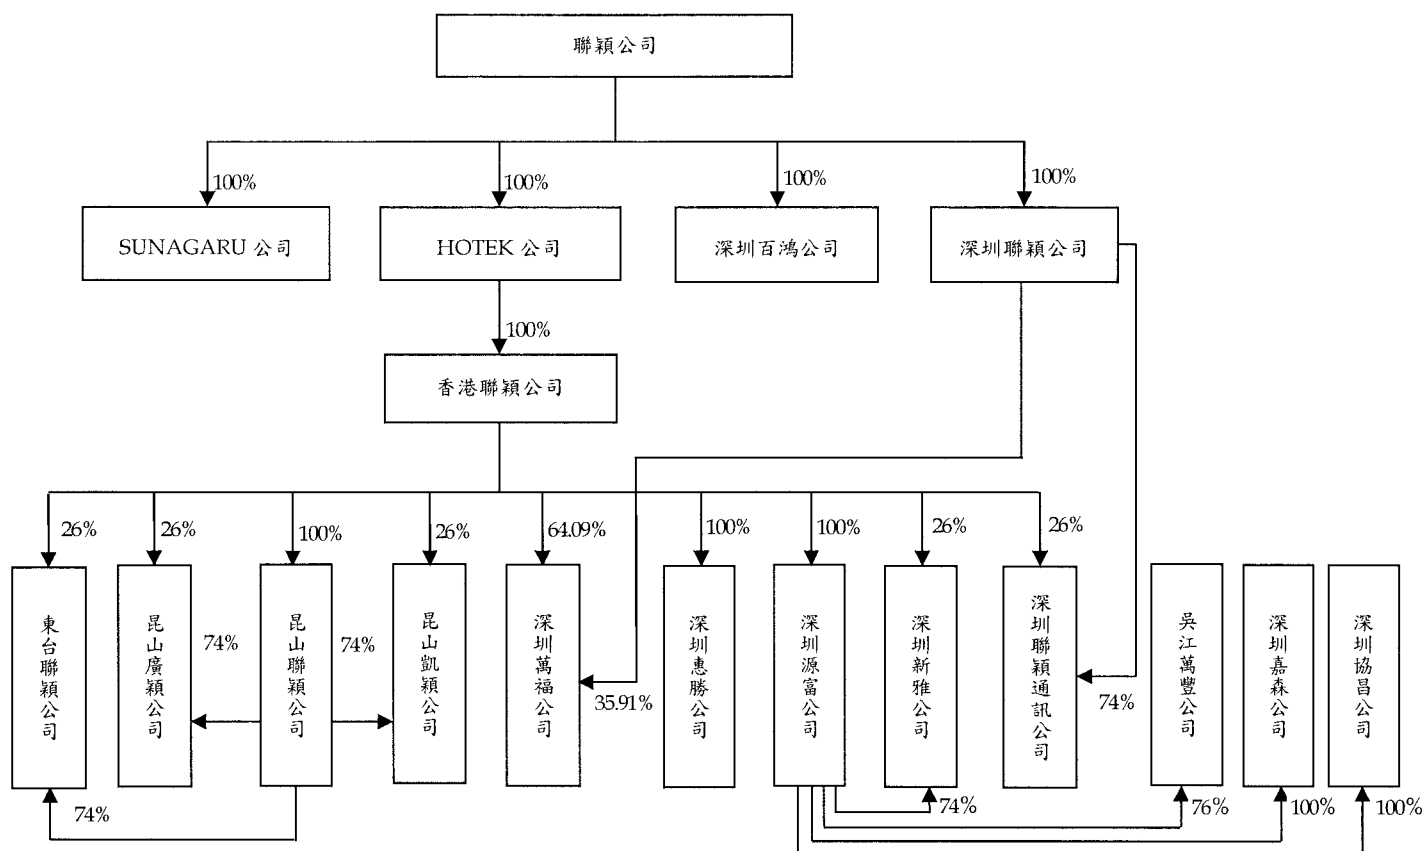 聯穎公司
100%
100%
100%
100%
SUNAGARU 公司
HOTEK 公司
深圳百鴻公司
深圳聯穎公司
100%
香港聯穎公司
26%
26%
100%
26%
64.09%
100%
100%
26%
26%
東台聯穎公司
昆山廣穎公司
74%
昆山聯穎公司
74%
昆山凱穎公司
深圳萬福公司
35.91%
深圳惠勝公司
深圳源富公司
深圳新雅公司
深圳聯穎通訊公司
74%
吳江萬豐公司
深圳嘉森公司
深圳協昌公司
74%
74%
76%
100%
100%